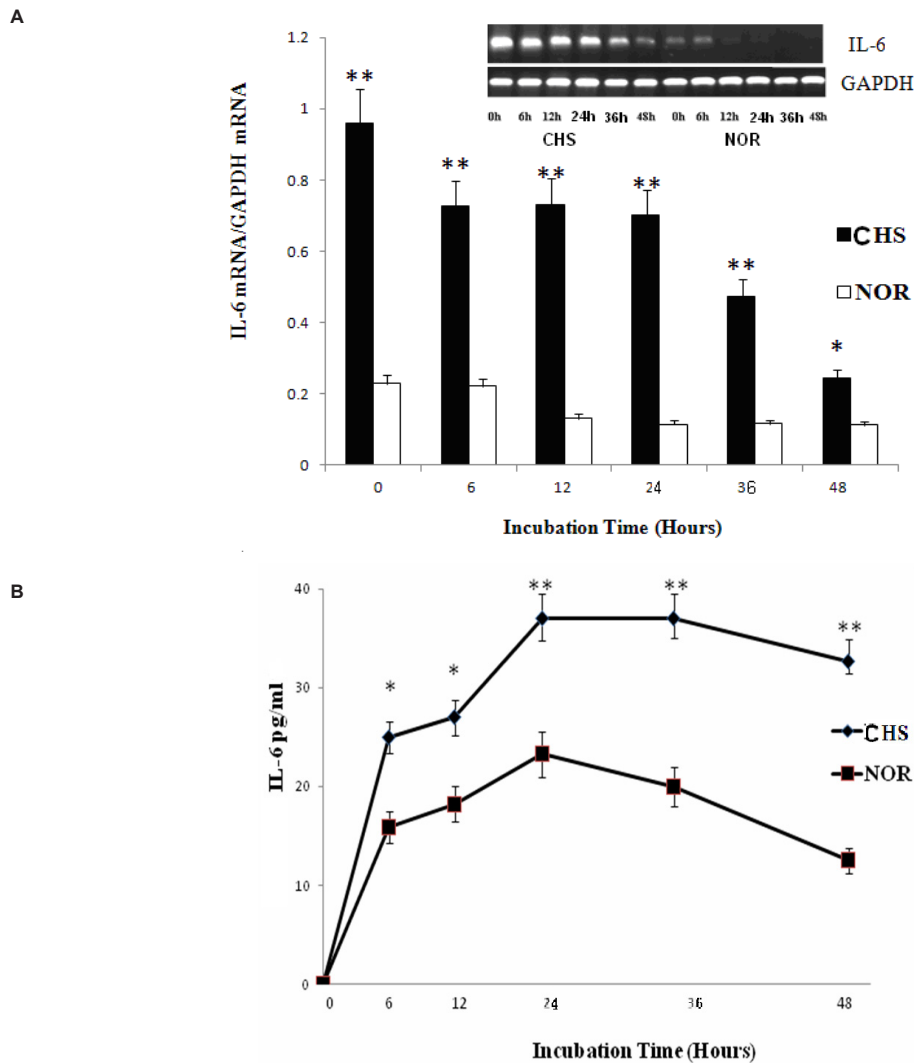 A
IL-6 mRNA/GAPDH mRNA
1.2
1
0.8
0.6
0.4
0.2
0
** ** ** ** ** *
IL-6
GAPDH
0h 6h 12h 24h 36h 48h 0h 6h 12h 24h 36h 48h
CHS NOR
CHS
NOR
0 6 12 24 36 48
Incubation Time (Hours)
B
IL-6 pg/ml
40
30
20
10
0
* * ** ** **
CHS
NOR
0 6 12 24 36 48
Incubation Time (Hours)